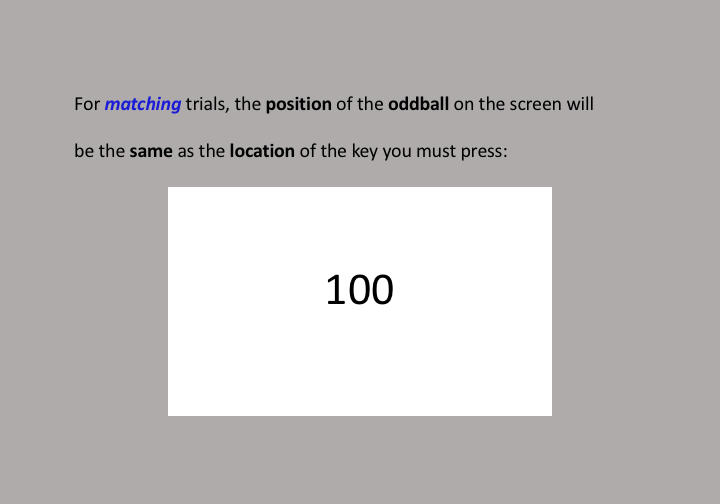 For matching trials, the position of the oddball on the screen will
be the same as the location of the key you must press:
100